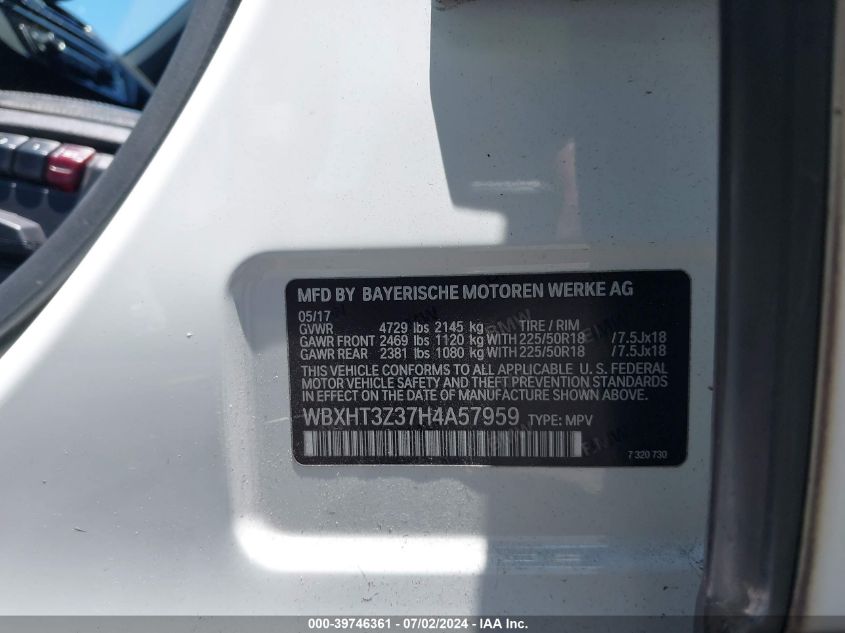 MFD BY BAYERISCHE MOTOREN WERKE AG
05/17
GVWR 4729 lbs 2145 kg TIRE / RIM
GAWR FRONT 2469 lbs 1120 kg WITH 225/50R18 /7.5Jx18
GAWR REAR 2381 lbs 1080 kg WITH 225/50R18 /7.5Jx18
THIS VEHICLE CONFORMS TO ALL APPLICABLE U.S. FEDERAL
MOTOR VEHICLE SAFETY AND THEFT PREVENTION STANDARDS
IN EFFECT ON THE DATE OF MANUFACTURE SHOWN ABOVE.
WBXHT3Z37H4A57959 TYPE: MPV
7 320 730
000-39746361 - 07/02/2024 - IAA Inc.